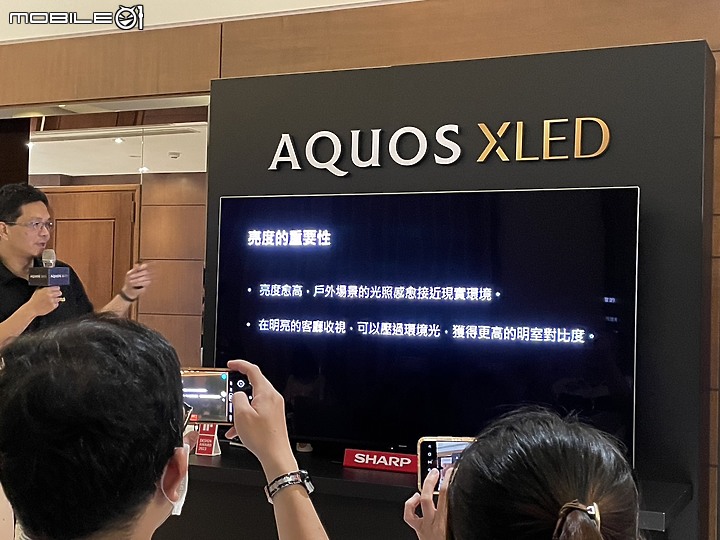 MOBILE01
AQUOS XLED
亮度的重要性
• 亮度愈高，戶外場景的光照感愈接近現實環境。
• 在明亮的客廳收視，可以壓過環境光，獲得更高的明室對比度。
SHARP